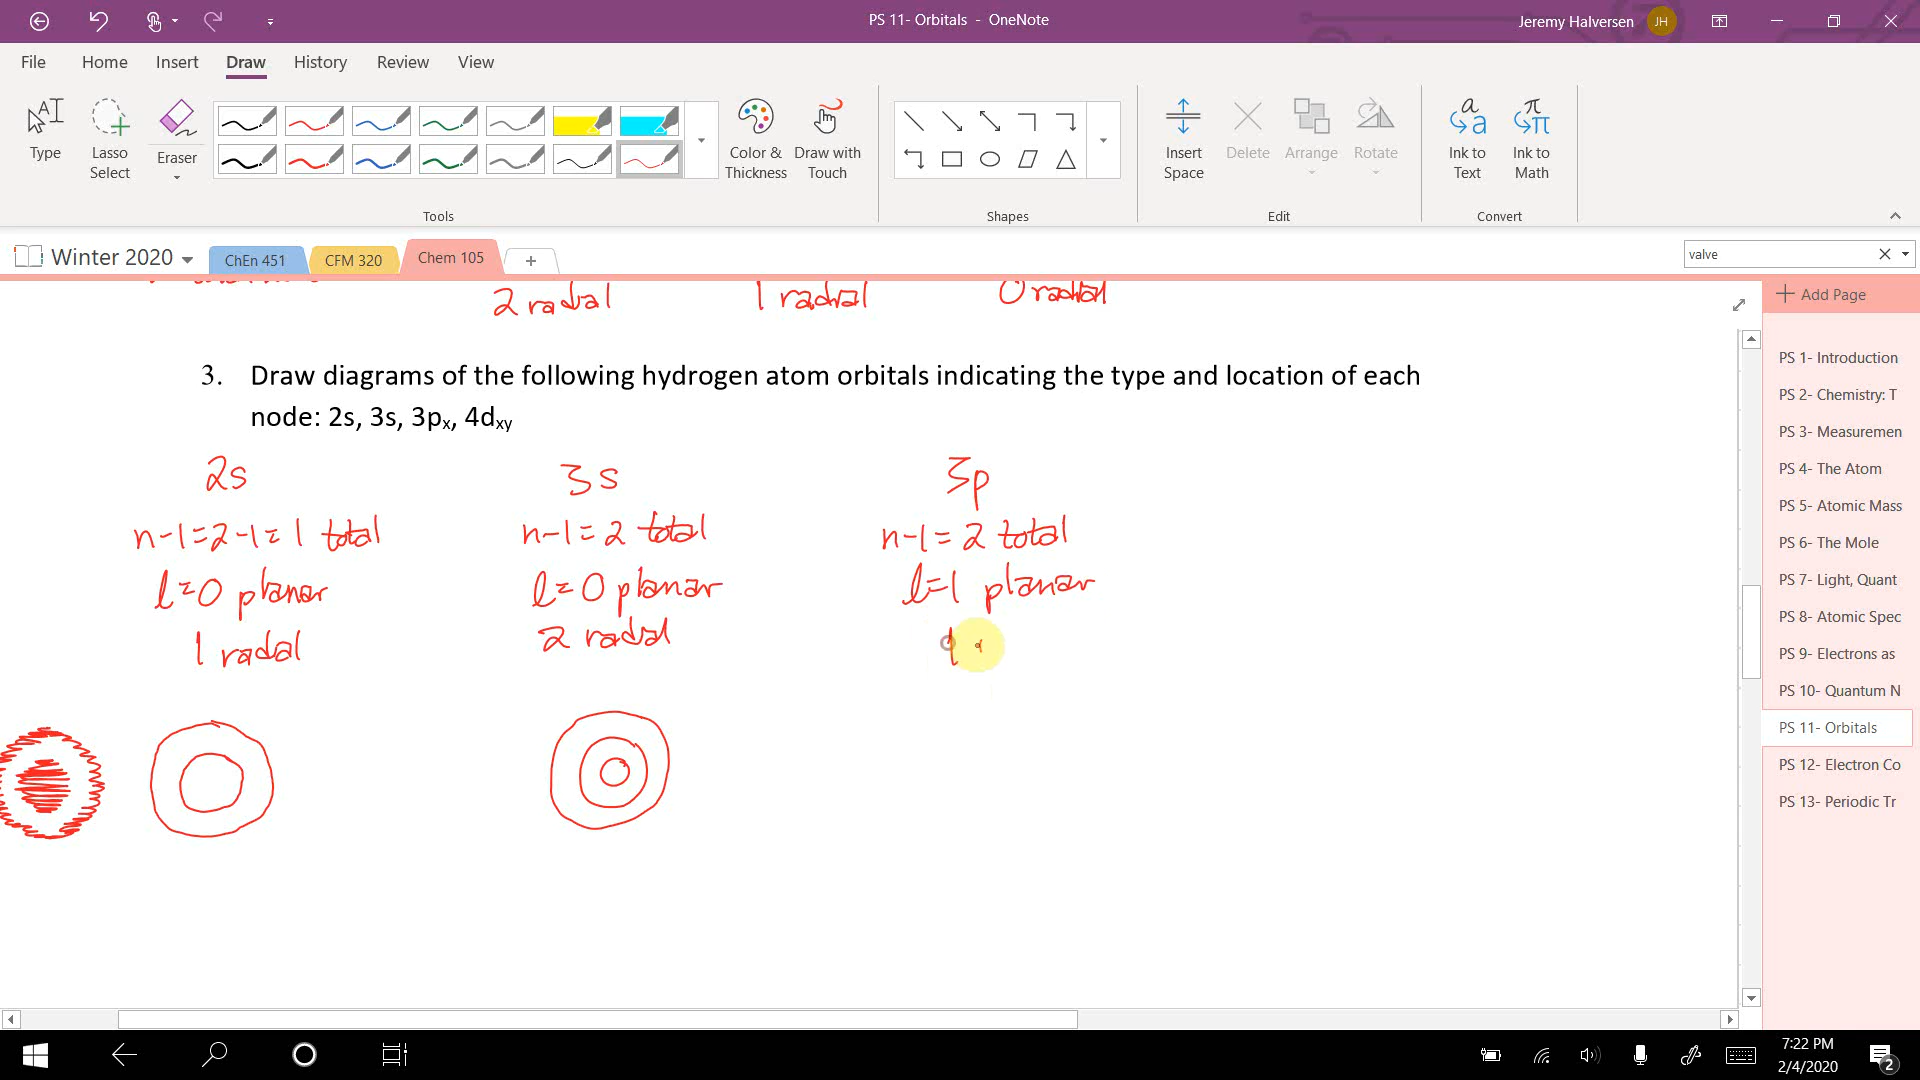 PS 11- Orbitals - OneNote
Jeremy Halversen
JH
File Home Insert Draw History Review View
Type
Lasso Select
Eraser
Color & Thickness
Draw with Touch
Insert Space
Delete
Arrange
Rotate
Ink to Text
Ink to Math
Tools
Shapes
Edit
Convert
Winter 2020
ChEn 451
CFM 320
Chem 105
valve
Add Page
2 radial 1 radial 0 radial
3. Draw diagrams of the following hydrogen atom orbitals indicating the type and location of each
node: 2s, 3s, 3pₓ, 4dxy
2s 3s 3p
n-1=2-1=1 total n-1=2 total n-1=2 total
l=0 planar l=0 planar l=1 planar
1 radial 2 radial 1
PS 1- Introduction
PS 2- Chemistry: T
PS 3- Measuremen
PS 4- The Atom
PS 5- Atomic Mass
PS 6- The Mole
PS 7- Light, Quant
PS 8- Atomic Spec
PS 9- Electrons as
PS 10- Quantum N
PS 11- Orbitals
PS 12- Electron Co
PS 13- Periodic Tr
7:22 PM
2/4/2020
2